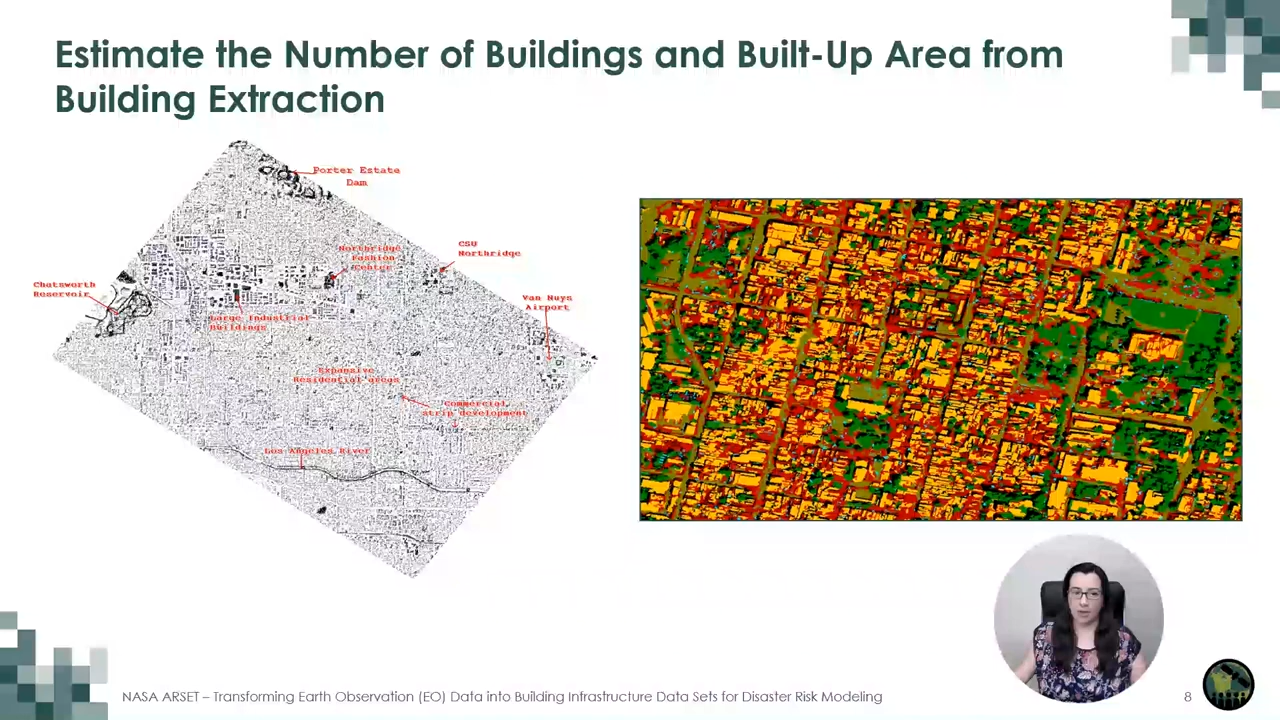 Estimate the Number of Buildings and Built-Up Area from
Building Extraction
Porter Estate
Dam
Northridge
Fashion
Center
CSU
Northridge
Chatsworth
Reservoir
Van Nuys
Airport
Large Industrial
Buildings
Expansive
Residential areas
Commercial
strip development
Los Angeles River
NASA ARSET – Transforming Earth Observation (EO) Data into Building Infrastructure Data Sets for Disaster Risk Modeling
8